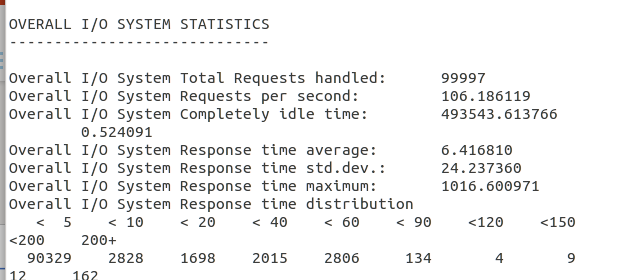 OVERALL I/O SYSTEM STATISTICS
-----------------------------
Overall I/O System Total Requests handled:      99997
Overall I/O System Requests per second:         106.186119
Overall I/O System Completely idle time:        493543.613766
        0.524091
Overall I/O System Response time average:       6.416810
Overall I/O System Response time std.dev.:      24.237360
Overall I/O System Response time maximum:       1016.600971
Overall I/O System Response time distribution
   <  5    < 10    < 20    < 40    < 60    < 90    <120    <150
<200    200+
  90329    2828    1698    2015    2806     134       4       9
12     162